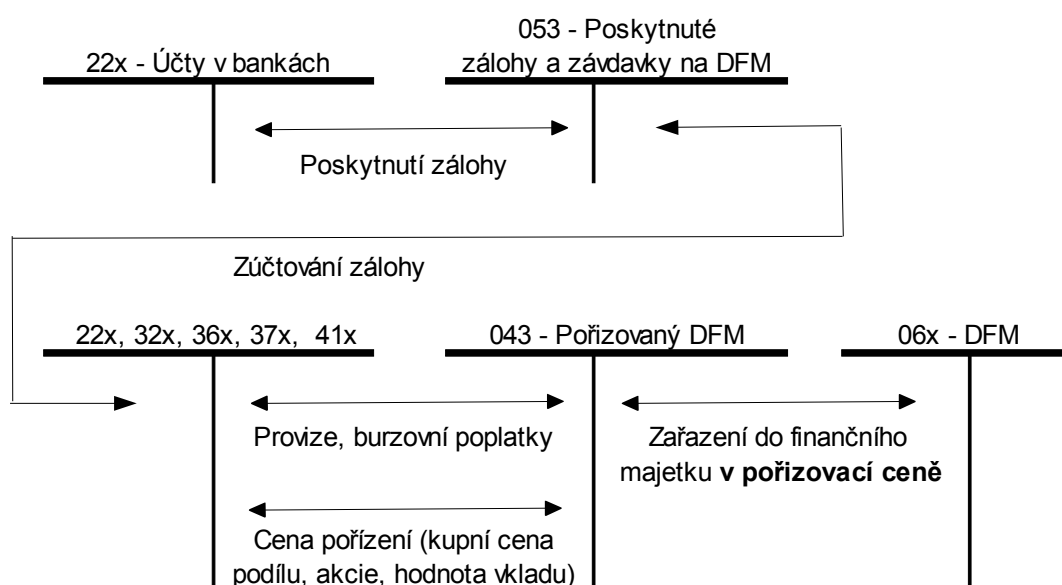 22x - Účty v bankách
053 - Poskytnuté
zálohy a závdavky na DFM
Poskytnutí zálohy
Zúčtování zálohy
22x, 32x, 36x, 37x, 41x
043 - Pořizovaný DFM
06x - DFM
Provize, burzovní poplatky
Zařazení do finančního
majetku v pořizovací ceně
Cena pořízení (kupní cena
podílu, akcie, hodnota vkladu)